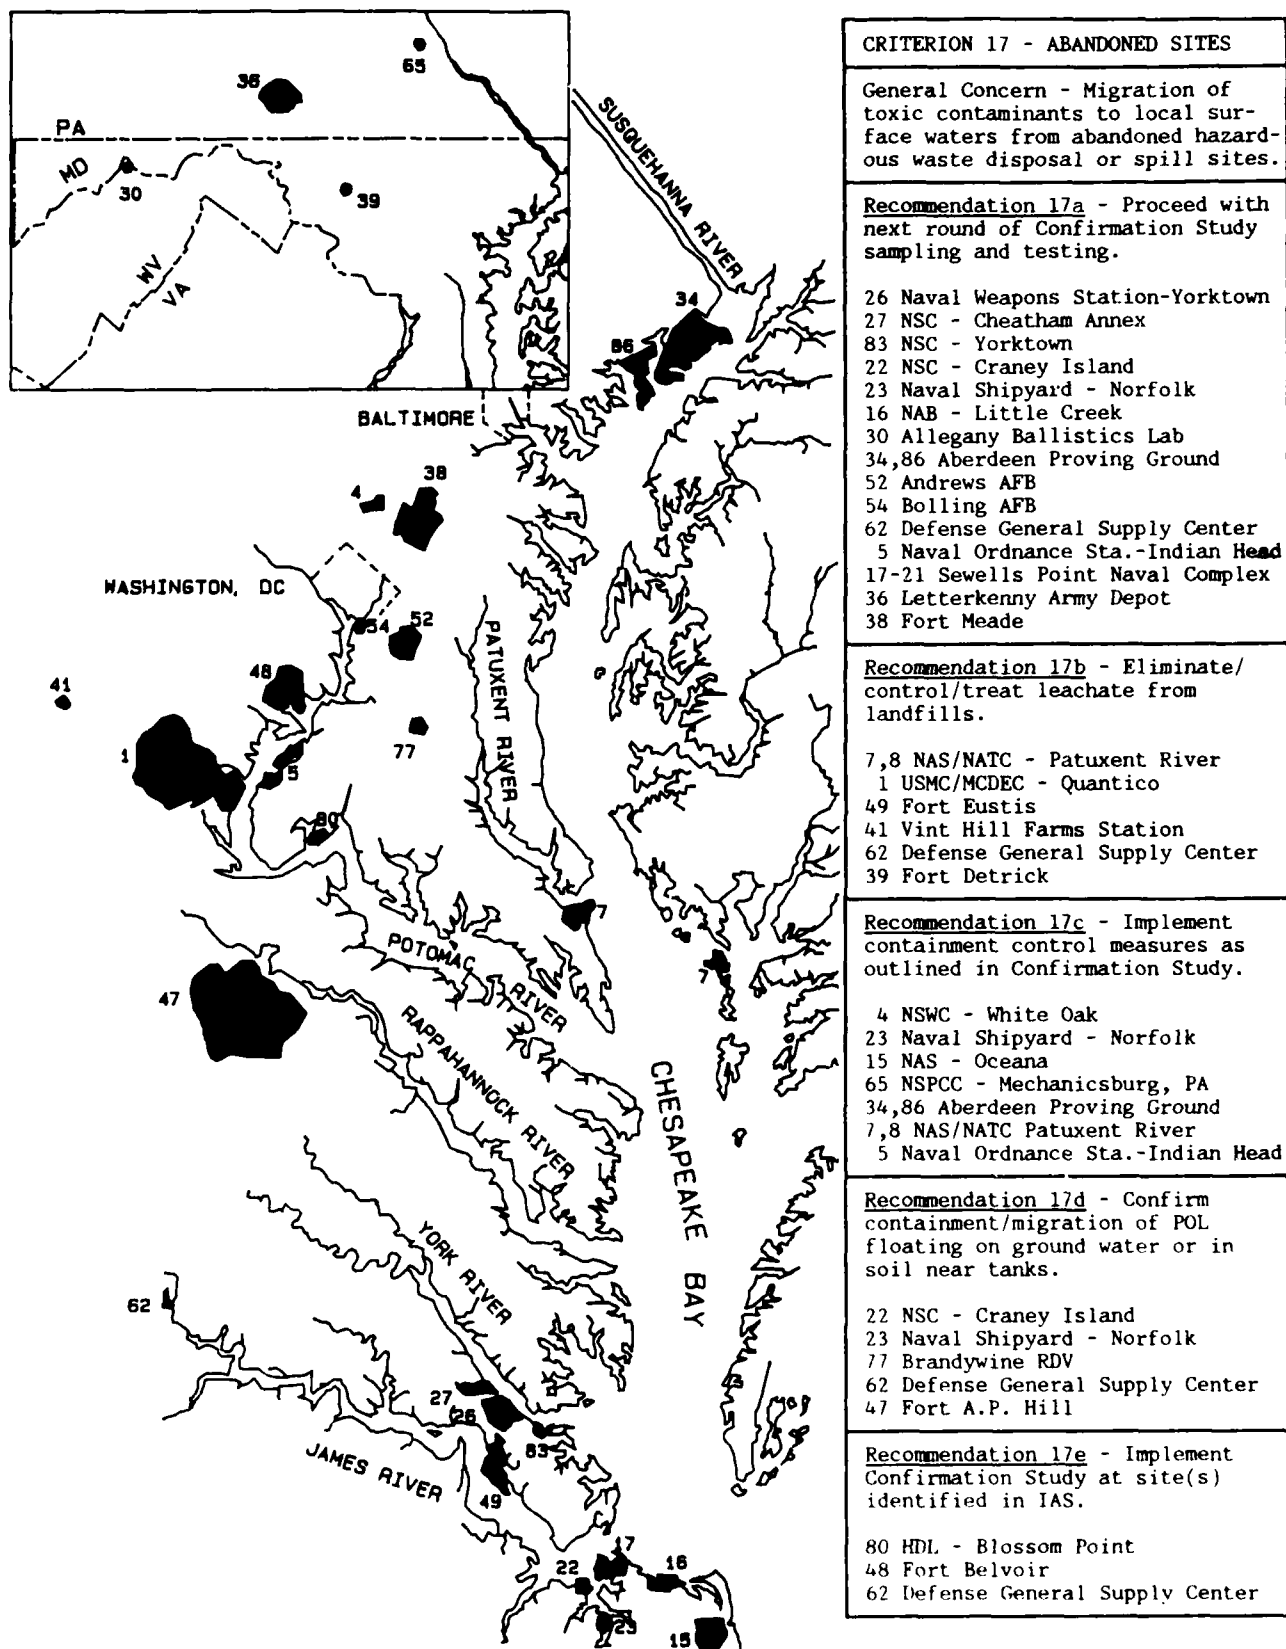 65
36
PA
MD
30
39
WV
VA
SUSQUEHANNA RIVER
34
86
BALTIMORE
38
4
WASHINGTON, DC
54
52
PATUXENT RIVER
48
41
1
77
5
80
7
POTOMAC RIVER
7
47
RAPPAHANNOCK RIVER
CHESAPEAKE BAY
YORK RIVER
62
27
26
83
JAMES RIVER
49
17
22
16
23
15
CRITERION 17 - ABANDONED SITES
General Concern - Migration of
toxic contaminants to local sur-
face waters from abandoned hazard-
ous waste disposal or spill sites.
Recommendation 17a - Proceed with
next round of Confirmation Study
sampling and testing.
26 Naval Weapons Station-Yorktown
27 NSC - Cheatham Annex
83 NSC - Yorktown
22 NSC - Craney Island
23 Naval Shipyard - Norfolk
16 NAB - Little Creek
30 Allegany Ballistics Lab
34,86 Aberdeen Proving Ground
52 Andrews AFB
54 Bolling AFB
62 Defense General Supply Center
5 Naval Ordnance Sta.-Indian Head
17-21 Sewells Point Naval Complex
36 Letterkenny Army Depot
38 Fort Meade
Recommendation 17b - Eliminate/
control/treat leachate from
landfills.
7,8 NAS/NATC - Patuxent River
1 USMC/MCDEC - Quantico
49 Fort Eustis
41 Vint Hill Farms Station
62 Defense General Supply Center
39 Fort Detrick
Recommendation 17c - Implement
containment control measures as
outlined in Confirmation Study.
4 NSWC - White Oak
23 Naval Shipyard - Norfolk
15 NAS - Oceana
65 NSPCC - Mechanicsburg, PA
34,86 Aberdeen Proving Ground
7,8 NAS/NATC Patuxent River
5 Naval Ordnance Sta.-Indian Head
Recommendation 17d - Confirm
containment/migration of POL
floating on ground water or in
soil near tanks.
22 NSC - Craney Island
23 Naval Shipyard - Norfolk
77 Brandywine RDV
62 Defense General Supply Center
47 Fort A.P. Hill
Recommendation 17e - Implement
Confirmation Study at site(s)
identified in IAS.
80 HDL - Blossom Point
48 Fort Belvoir
62 Defense General Supply Center